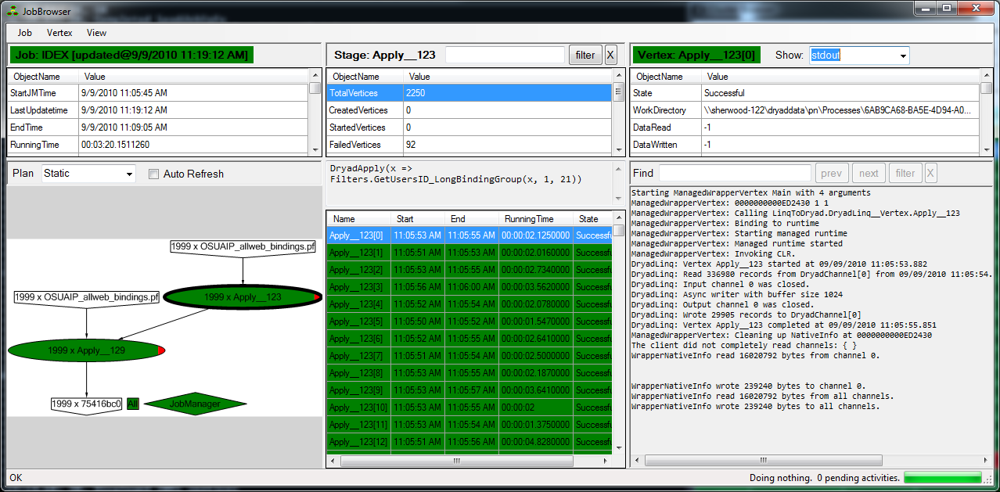 JobBrowser
Job Vertex View
Job: IDEX [updated@9/9/2010 11:19:12 AM]
ObjectName Value
StartJMTime 9/9/2010 11:05:45 AM
LastUpdatetime 9/9/2010 11:19:12 AM
EndTime 9/9/2010 11:09:05 AM
RunningTime 00:03:20.1511260
Plan Static Auto Refresh
1999 x OSUAIP_allweb_bindings.pf
1999 x OSUAIP_allweb_bindings.pf
1999 x Apply__123
1999 x Apply__129
1999 x 75416bc0
All
JobManager
Stage: Apply__123 filter X
ObjectName Value
TotalVertices 2250
CreatedVertices 0
StartedVertices 0
FailedVertices 92
DryadApply(x =>
Filters.GetUsersID_LongBindingGroup(x, 1, 21))
Name Start End RunningTime State
Apply__123[0] 11:05:53 AM 11:05:55 AM 00:00:02.1250000 Successfu
Apply__123[1] 11:05:51 AM 11:05:53 AM 00:00:02.0160000 Successfu
Apply__123[2] 11:05:53 AM 11:05:55 AM 00:00:02.7340000 Successfu
Apply__123[3] 11:05:56 AM 11:06:00 AM 00:00:03.5620000 Successfu
Apply__123[4] 11:05:52 AM 11:05:54 AM 00:00:02.0780000 Successfu
Apply__123[5] 11:05:50 AM 11:05:52 AM 00:00:01.5470000 Successfu
Apply__123[6] 11:05:52 AM 11:05:55 AM 00:00:02.6410000 Successfu
Apply__123[7] 11:05:51 AM 11:05:54 AM 00:00:02.5000000 Successfu
Apply__123[8] 11:05:53 AM 11:05:55 AM 00:00:02.1870000 Successfu
Apply__123[9] 11:05:53 AM 11:05:57 AM 00:00:03.6410000 Successfu
Apply__123[10] 11:05:53 AM 11:05:55 AM 00:00:02 Successfu
Apply__123[11] 11:05:53 AM 11:05:54 AM 00:00:01.3750000 Successfu
Apply__123[12] 11:05:51 AM 11:05:56 AM 00:00:04.8280000 Successfu
Vertex: Apply__123[0] Show: stdout
ObjectName Value
State Successful
WorkDirectory \\sherwood-122\dryaddata\pn\Processes\6AB9CA68-BA5E-4D94-A0...
DataRead -1
DataWritten -1
Find prev next filter X
Starting ManagedWrapperVertex Main with 4 arguments
ManagedWrapperVertex: 0000000000ED2430 1 1
ManagedWrapperVertex: Calling LinqToDryad.DryadLinq__Vertex.Apply__123
ManagedWrapperVertex: Binding to runtime
ManagedWrapperVertex: Starting managed runtime
ManagedWrapperVertex: Managed runtime started
ManagedWrapperVertex: Invoking CLR.
DryadLinq: Vertex Apply__123 started at 09/09/2010 11:05:53.882
DryadLinq: Read 336980 records from DryadChannel[0] from 09/09/2010 11:05:54.
DryadLinq: Input channel 0 was closed.
DryadLinq: Async writer with buffer size 1024
DryadLinq: Output channel 0 was closed.
DryadLinq: Wrote 29905 records to DryadChannel[0]
DryadLinq: Vertex Apply__123 completed at 09/09/2010 11:05:55.851
ManagedWrapperVertex: Cleaning up NativeInfo at 0000000000ED2430
The client did not completely read channels: { }
WrapperNativeInfo read 16020792 bytes from channel 0.
WrapperNativeInfo wrote 239240 bytes to channel 0.
WrapperNativeInfo read 16020792 bytes from all channels.
WrapperNativeInfo wrote 239240 bytes to all channels.
OK
Doing nothing. 0 pending activities.